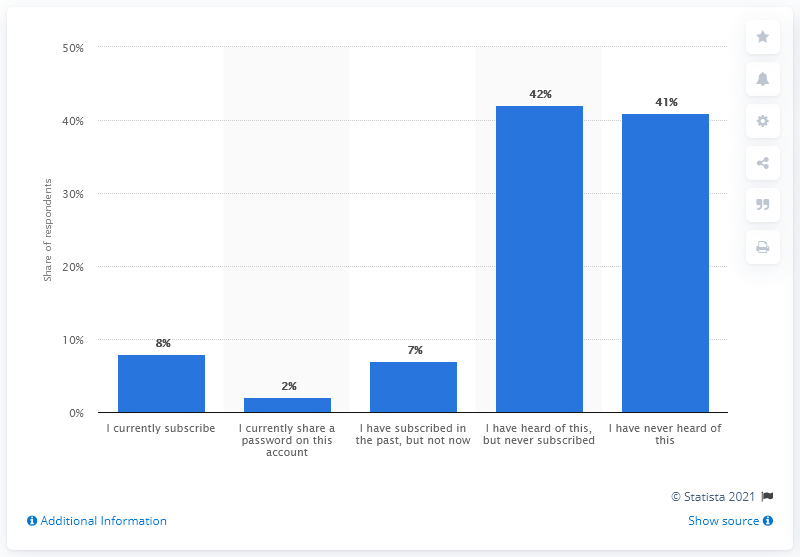 50%
40%
30%
20%
10%
0%
Share of respondents
8%
2%
7%
42%
41%
I currently subscribe
I currently share a
password on this
account
I have subscribed in
the past, but not now
I have heard of this,
but never subscribed
I have never heard of
this
© Statista 2021
Additional Information
Show source